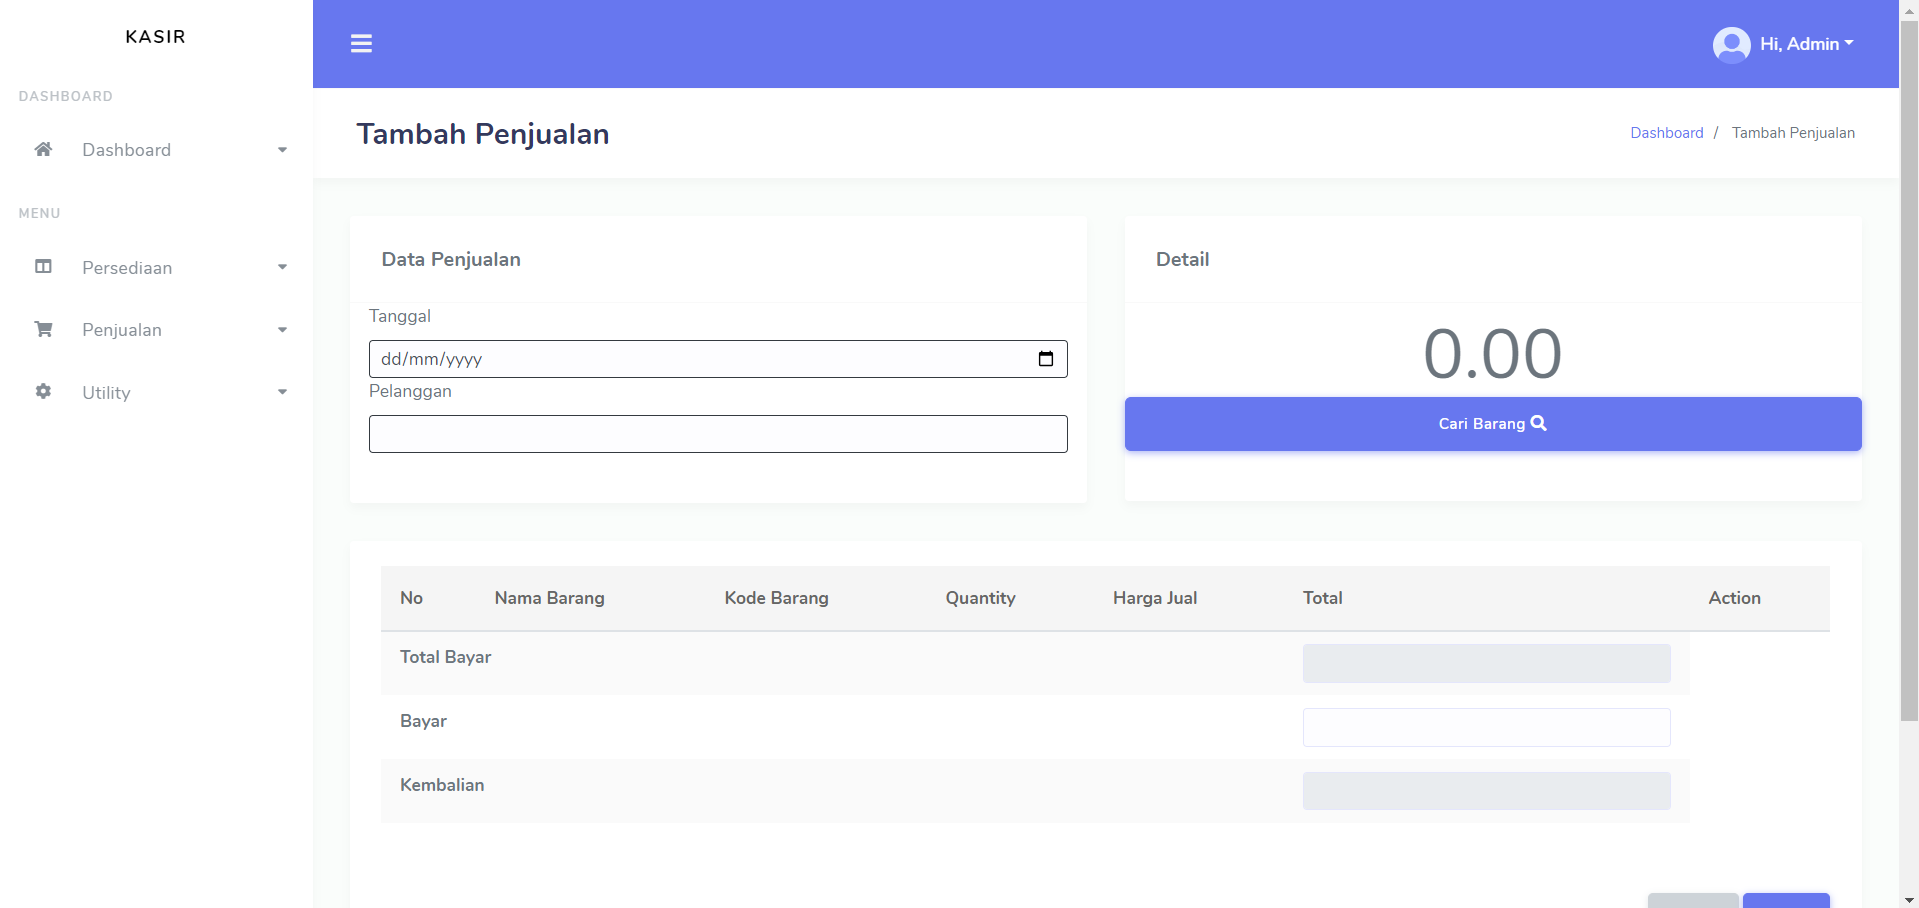 KASIR
Hi, Admin
DASHBOARD
Dashboard
MENU
Persediaan
Penjualan
Utility
Tambah Penjualan
Dashboard / Tambah Penjualan
Data Penjualan
Tanggal
dd/mm/yyyy
Pelanggan
Detail
0.00
Cari Barang
No Nama Barang Kode Barang Quantity Harga Jual Total Action
Total Bayar
Bayar
Kembalian